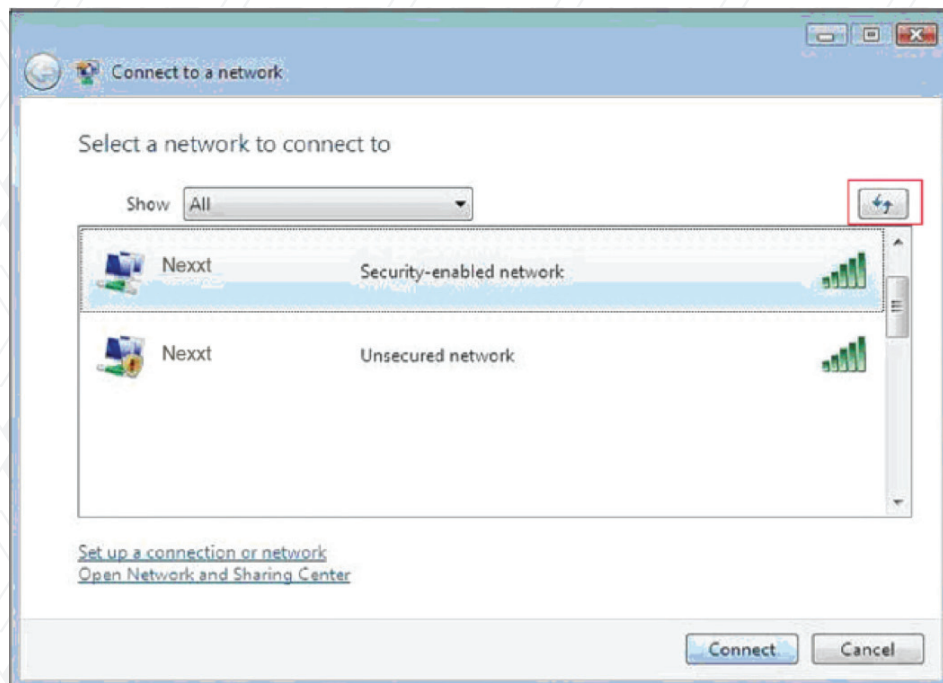 Connect to a network
Select a network to connect to
Show All
Nexxt Security-enabled network
Nexxt Unsecured network
Set up a connection or network
Open Network and Sharing Center
Connect Cancel